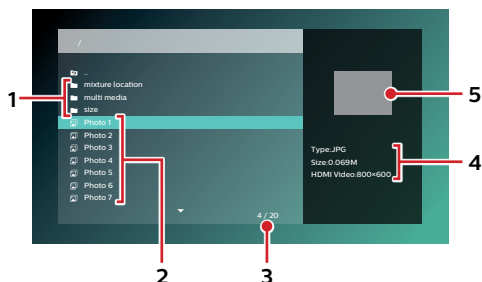 /
..
mixture location
multi media
size
Photo 1
Photo 2
Photo 3
Photo 4
Photo 5
Photo 6
Photo 7
4 / 20
Type:JPG
Size:0.069M
HDMI Video:800×600
1
2
3
4
5